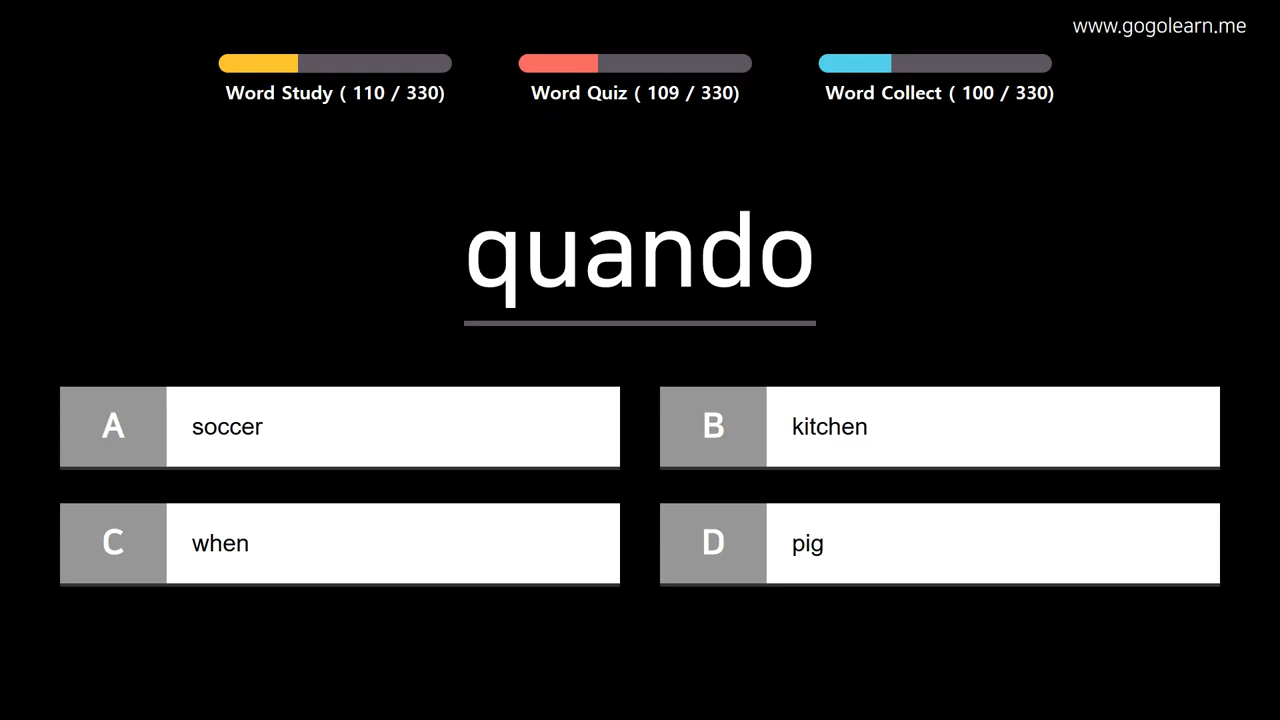 www.gogolearn.me
Word Study ( 110 / 330)
Word Quiz ( 109 / 330)
Word Collect ( 100 / 330)
quando
A soccer
B kitchen
C when
D pig